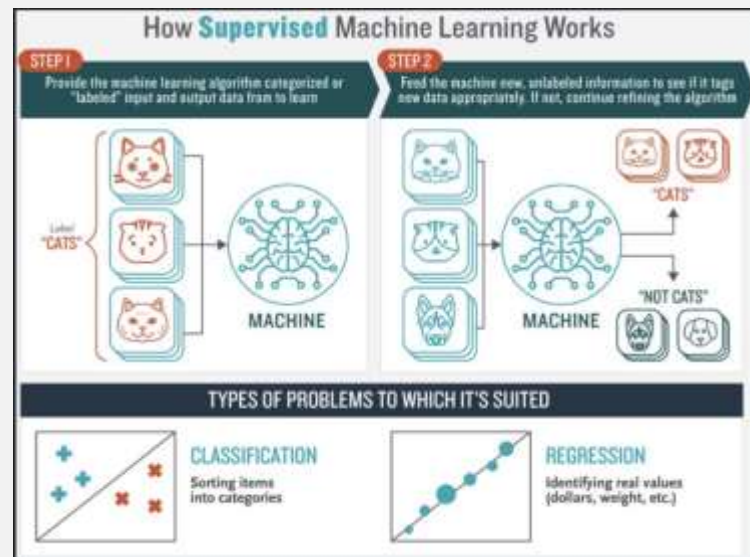 How Supervised Machine Learning Works
STEP 1
Provide the machine learning algorithm categorized or
"labeled" input and output data from to learn
Label
"CATS"
MACHINE
STEP 2
Feed the machine new, unlabeled information to see if it tags
new data appropriately. If not, continue refining the algorithm
MACHINE
"CATS"
"NOT CATS"
TYPES OF PROBLEMS TO WHICH IT'S SUITED
CLASSIFICATION
Sorting items
into categories
REGRESSION
Identifying real values
(dollars, weight, etc.)